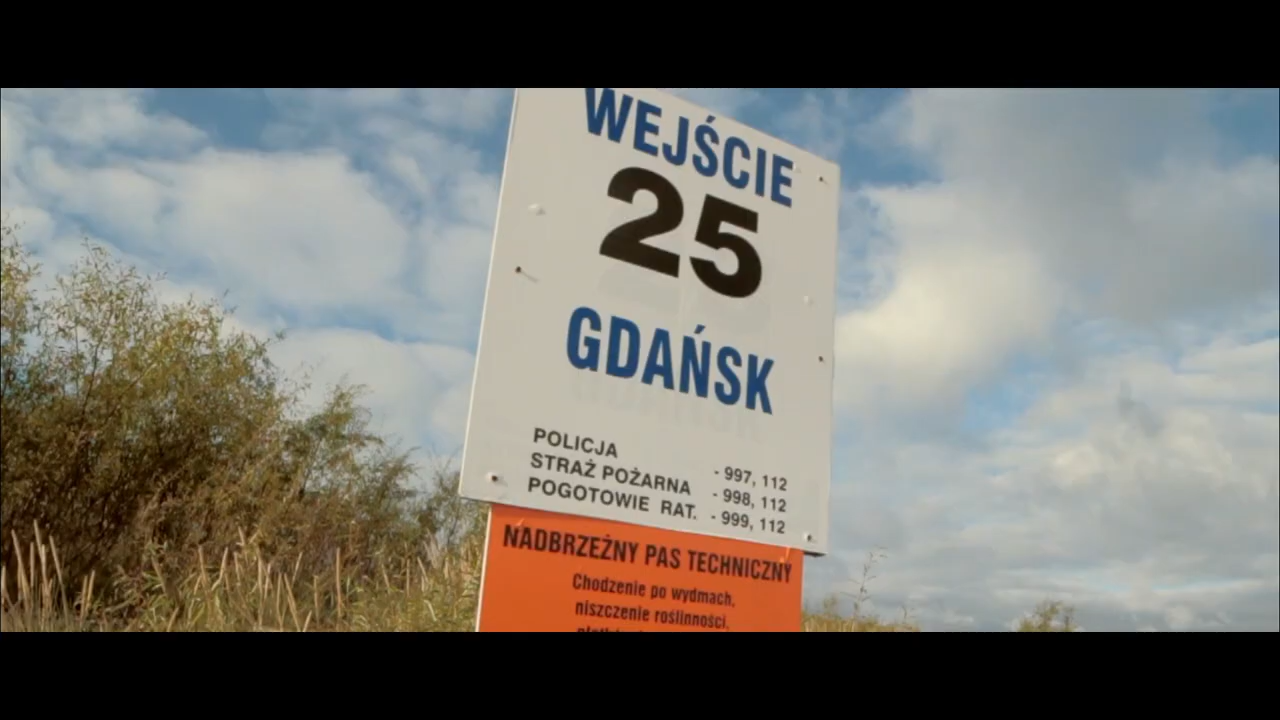 WEJŚCIE
25
GDAŃSK
POLICJA - 997, 112
STRAŻ POŻARNA - 998, 112
POGOTOWIE RAT. - 999, 112
NADBRZEŻNY PAS TECHNICZNY
Chodzenie po wydmach,
niszczenie roślinności,